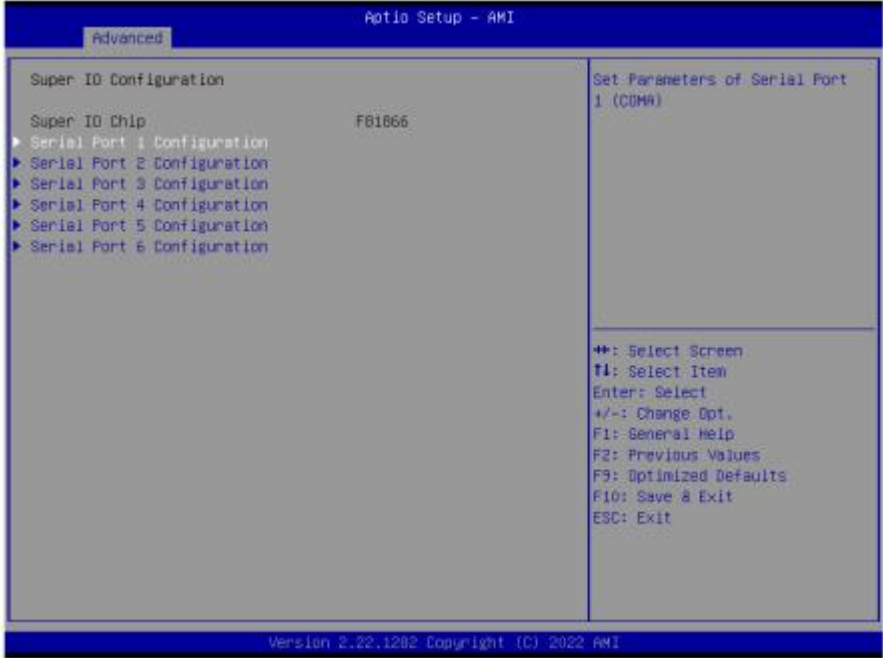 Aptio Setup – AMI
Advanced
Super IO Configuration
Super IO Chip F81866
Serial Port 1 Configuration
Serial Port 2 Configuration
Serial Port 3 Configuration
Serial Port 4 Configuration
Serial Port 5 Configuration
Serial Port 6 Configuration
Set Parameters of Serial Port
1 (COMA)
→←: Select Screen
↑↓: Select Item
Enter: Select
+/-: Change Opt.
F1: General Help
F2: Previous Values
F9: Optimized Defaults
F10: Save & Exit
ESC: Exit
Version 2.22.1282 Copyright (C) 2022 AMI